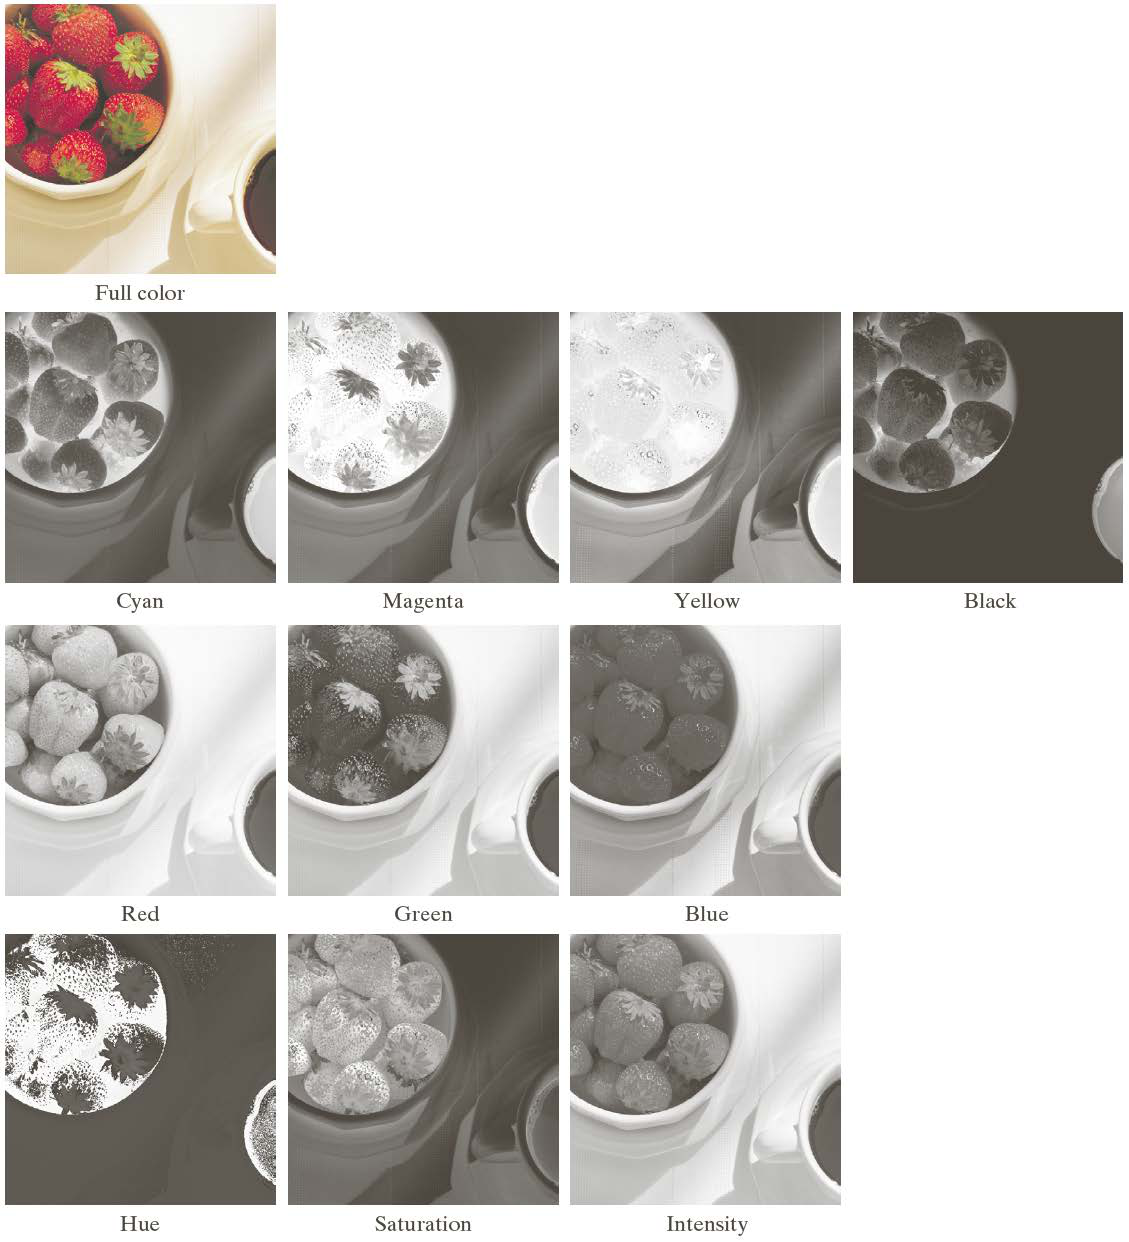 Full color
Cyan
Magenta
Yellow
Black
Red
Green
Blue
Hue
Saturation
Intensity